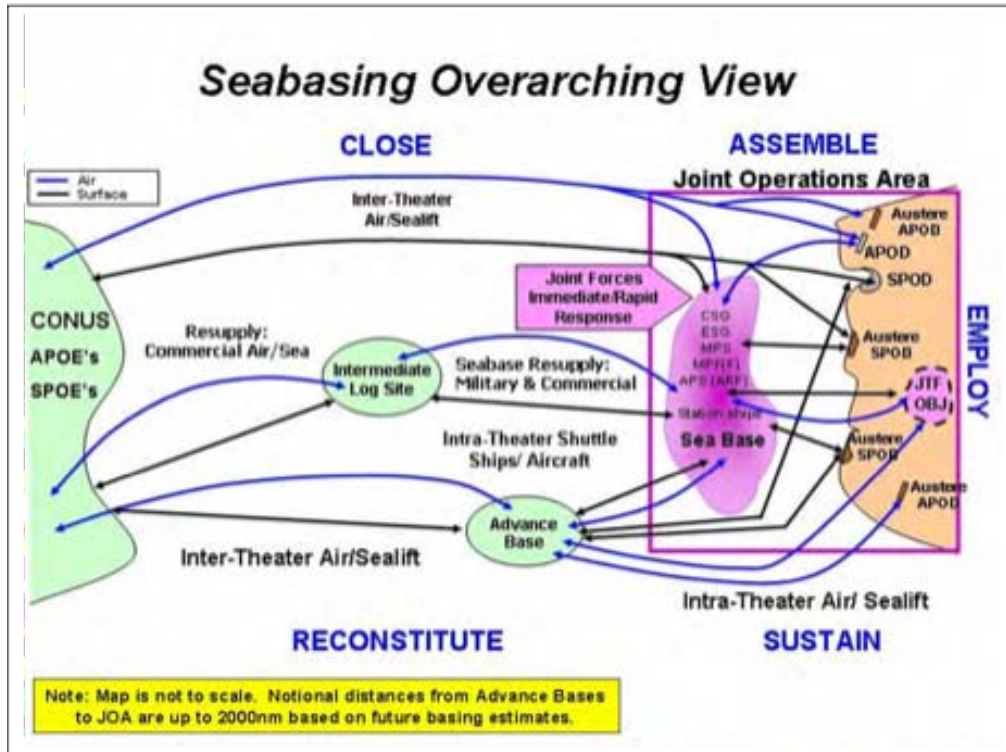 Seabasing Overarching View
CLOSE
ASSEMBLE
Joint Operations Area
Air
Surface
Inter-Theater
Air/Sealift
Austere
APOD
APOD
SPOD
Joint Forces
Immediate/Rapid
Response
CONUS
APOE's
SPOE's
Resupply:
Commercial Air/Sea
Intermediate
Log Site
Seabase Resupply:
Military & Commercial
CSG
ESG
MPS
MPF(F)
APS (ARF)
Station ships
Sea Base
Austere
SPOD
JTF
OBJ
EMPLOY
Austere
SPOD
Austere
APOD
Intra-Theater Shuttle
Ships/ Aircraft
Advance
Base
Inter-Theater Air/Sealift
Intra-Theater Air/ Sealift
RECONSTITUTE
SUSTAIN
Note: Map is not to scale. Notional distances from Advance Bases
to JOA are up to 2000nm based on future basing estimates.